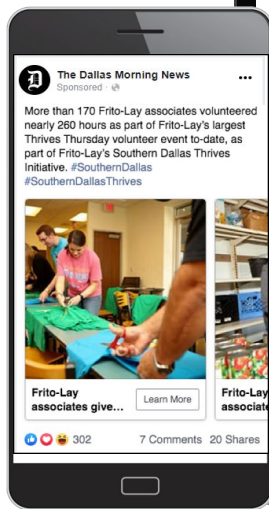 The Dallas Morning News
Sponsored ·
More than 170 Frito-Lay associates volunteered
nearly 260 hours as part of Frito-Lay's largest
Thrives Thursday volunteer event to-date, as
part of Frito-Lay's Southern Dallas Thrives
Initiative. #SouthernDallas
#SouthernDallasThrives
Frito-Lay
associates give...
Learn More
Frito-Lay
associate
302
7 Comments 20 Shares